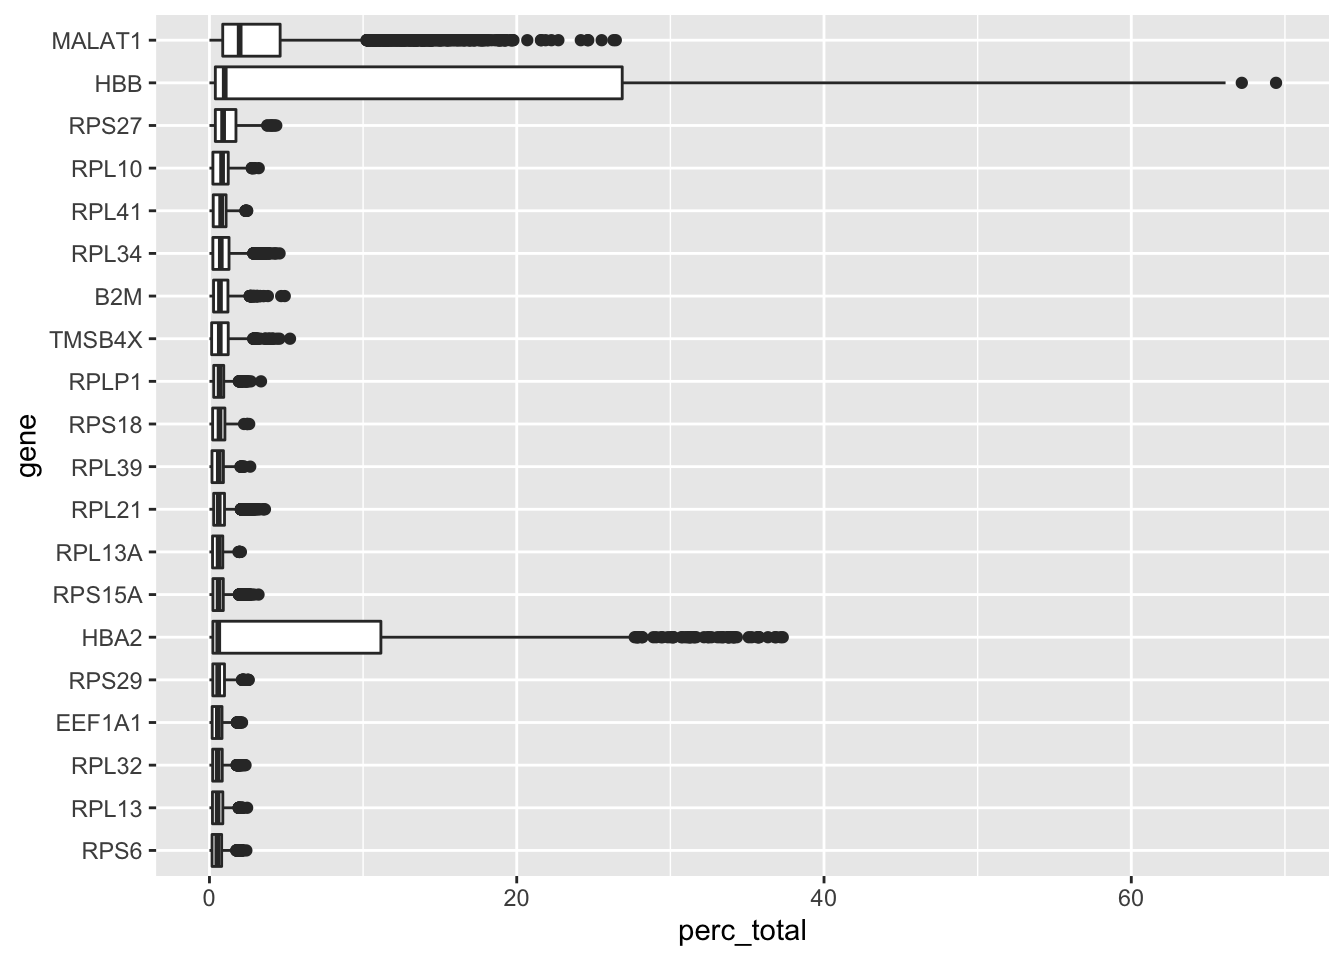 MALAT1
HBB
RPS27
RPL10
RPL41
RPL34
B2M
TMSB4X
RPLP1
RPS18
RPL39
RPL21
RPL13A
RPS15A
HBA2
RPS29
EEF1A1
RPL32
RPL13
RPS6
gene
0 20 40 60
perc_total